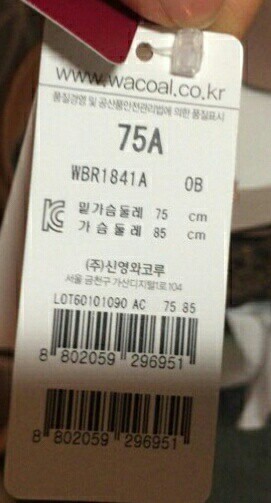 www.wacoal.co.kr
품질경영 및 공산품안전관리법에 의한 품질표시
75A
WBR1841A OB
밑가슴둘레 75 cm
가슴둘레 85 cm
(주)신영와코루
서울 금천구 가산디지털1로 104
LOT60101090 AC 75 85
8 802059 296951
8 802059 296951